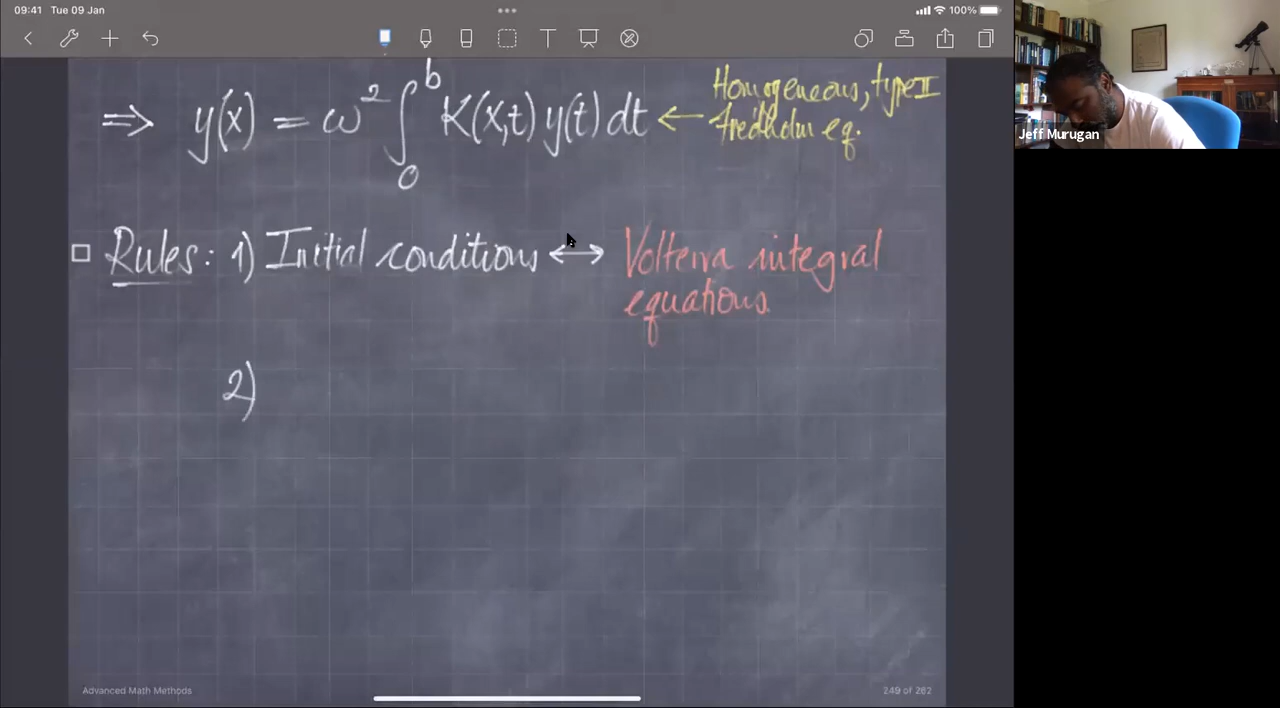 09:41 Tue 09 Jan
100%
Jeff Murugan
⇒ y(x) = ω² ∫₀ᵇ K(x,t) y(t) dt ← Homogeneous, type II
Fredholm eq.
□ Rules: 1) Initial conditions ↔ Volterra integral
equations.
2)
Advanced Math Methods
249 of 262